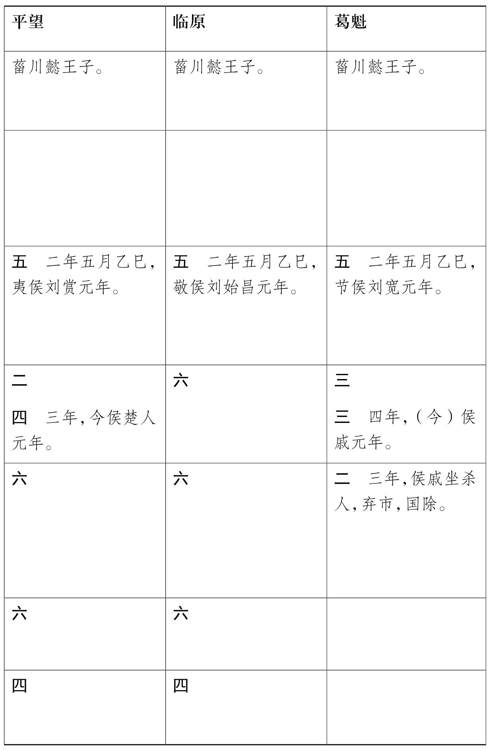 平望 临原 葛魁
菑川懿王子。 菑川懿王子。 菑川懿王子。
五 二年五月乙巳， 五 二年五月乙巳， 五 二年五月乙巳，
夷侯刘赏元年。 敬侯刘始昌元年。 节侯刘宽元年。
二 六 三
四 三年，今侯楚人 三 四年，（今）侯
元年。 戚元年。
六 六 二 三年，侯戚坐杀
人，弃市，国除。
六 六
四 四